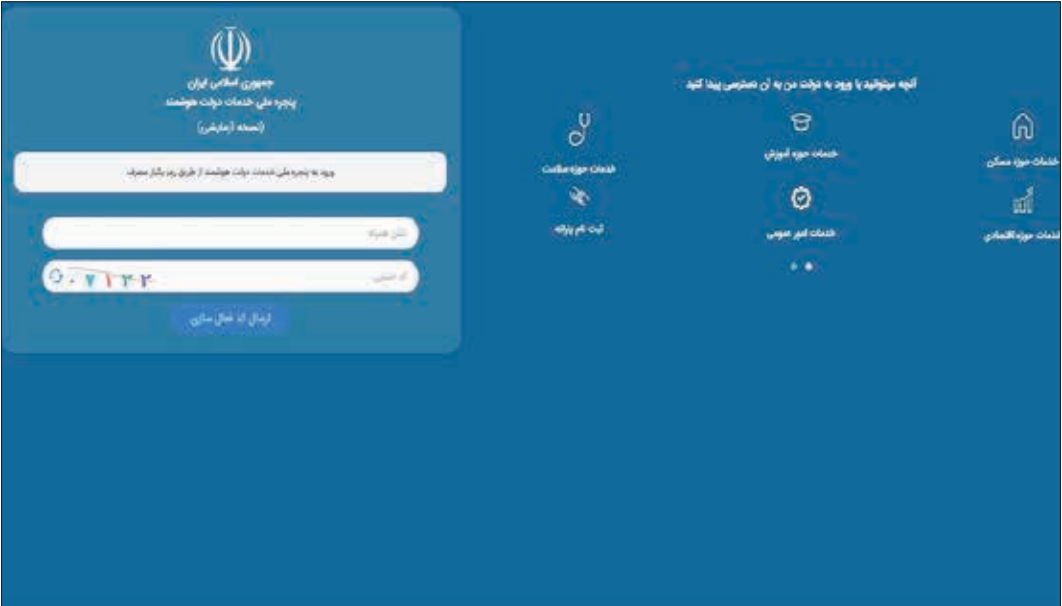 آنچه میتوانید با ورود به دولت من به آن دسترسی پیدا کنید
خدمات حوزه مسکن
خدمات حوزه آموزش
خدمات حوزه سلامت
خدمات حوزه اقتصادی
خدمات امور عمومی
ثبت نام یارانه
جمهوری اسلامی ایران
پنجره ملی خدمات دولت هوشمند
(نسخه آزمایشی)
ورود به پنجره ملی خدمات دولت هوشمند از طریق رمز یکبار مصرف
تلفن همراه
کد امنیتی
۰۷۱۲۲
ارسال کد فعال سازی